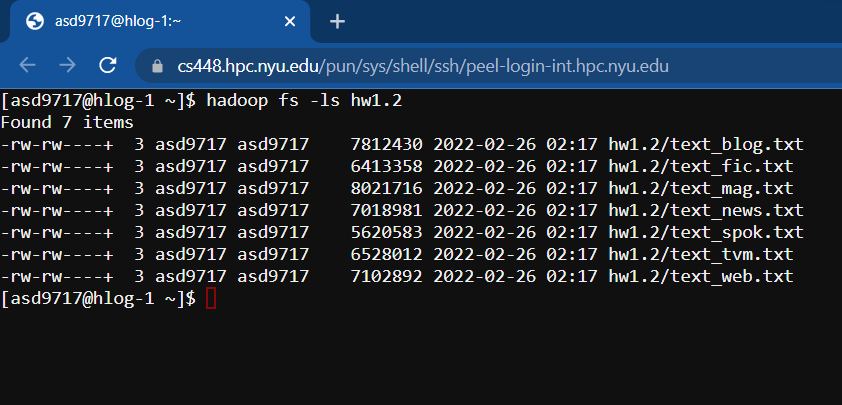 asd9717@hlog-1:~
cs448.hpc.nyu.edu/pun/sys/shell/ssh/peel-login-int.hpc.nyu.edu
[asd9717@hlog-1 ~]$ hadoop fs -ls hw1.2
Found 7 items
-rw-rw----+  3 asd9717 asd9717    7812430 2022-02-26 02:17 hw1.2/text_blog.txt
-rw-rw----+  3 asd9717 asd9717    6413358 2022-02-26 02:17 hw1.2/text_fic.txt
-rw-rw----+  3 asd9717 asd9717    8021716 2022-02-26 02:17 hw1.2/text_mag.txt
-rw-rw----+  3 asd9717 asd9717    7018981 2022-02-26 02:17 hw1.2/text_news.txt
-rw-rw----+  3 asd9717 asd9717    5620583 2022-02-26 02:17 hw1.2/text_spok.txt
-rw-rw----+  3 asd9717 asd9717    6528012 2022-02-26 02:17 hw1.2/text_tvm.txt
-rw-rw----+  3 asd9717 asd9717    7102892 2022-02-26 02:17 hw1.2/text_web.txt
[asd9717@hlog-1 ~]$